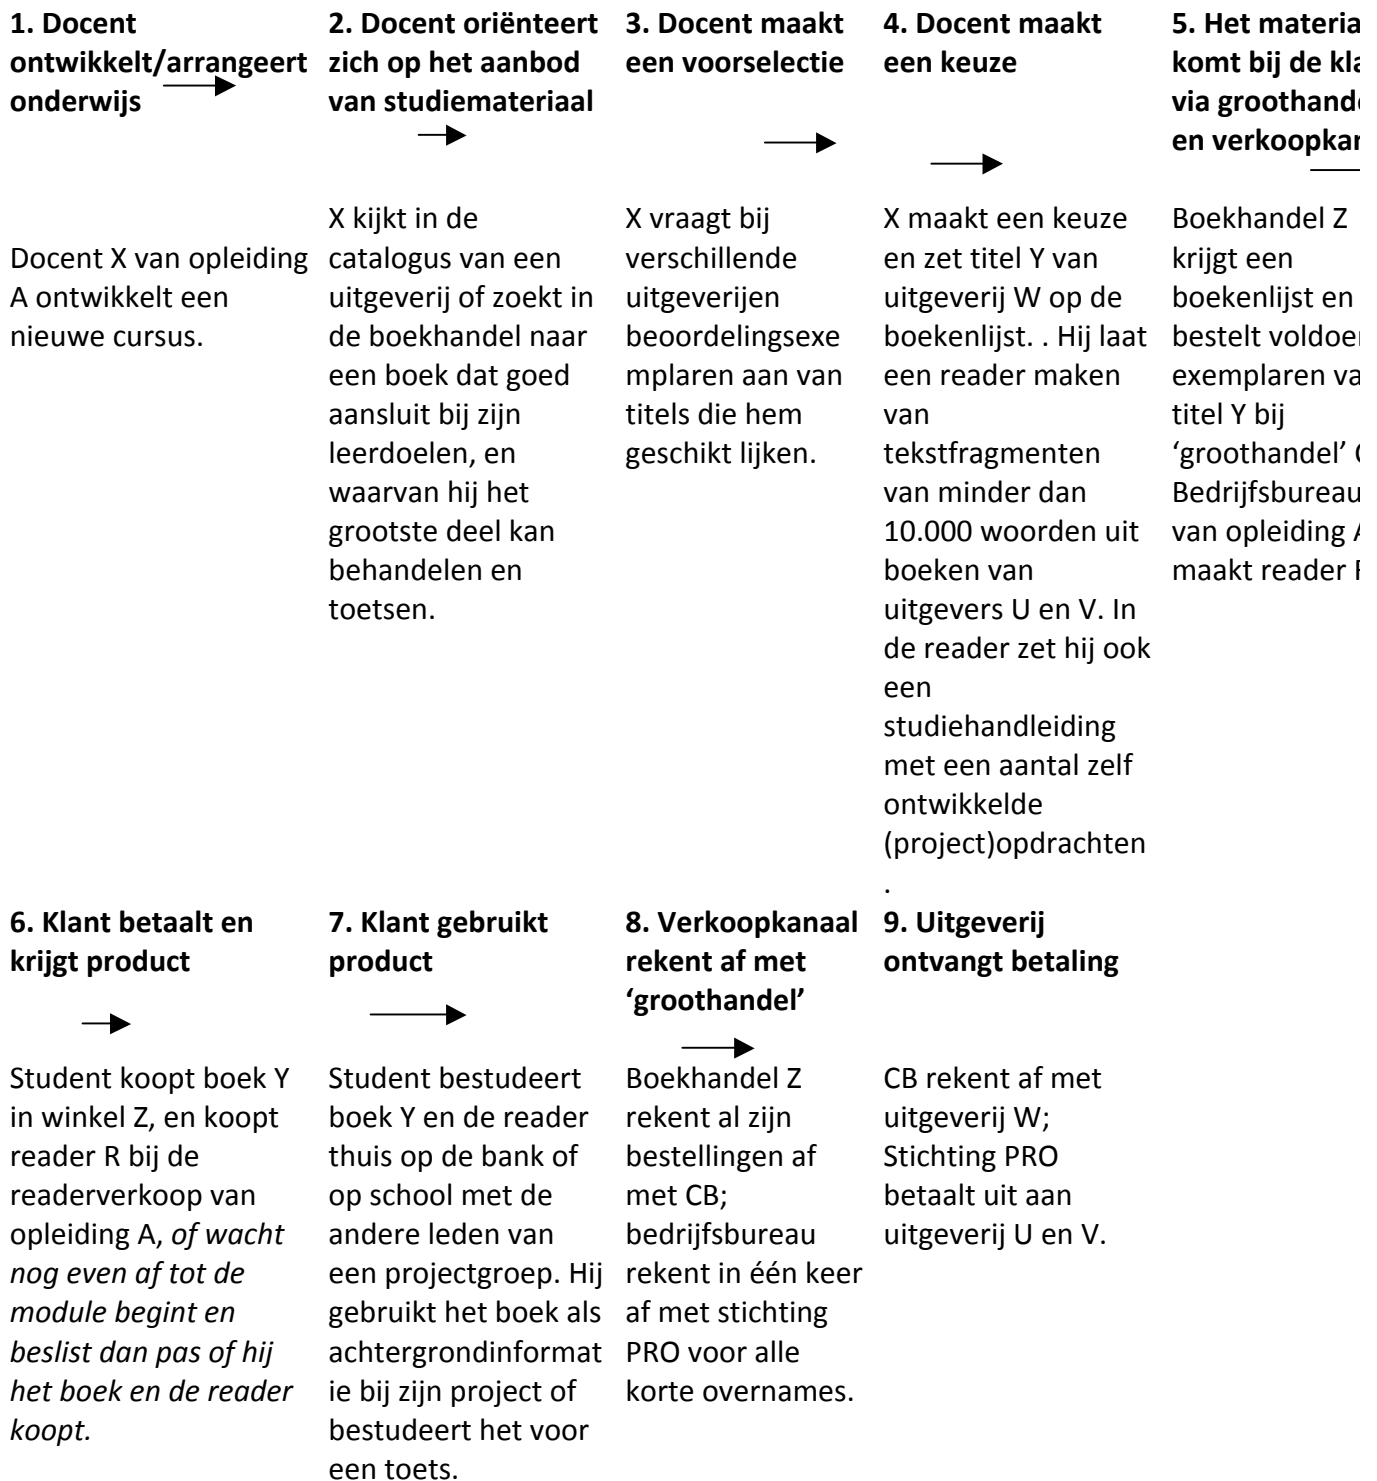 1. Docent
ontwikkelt/arrangeert
onderwijs
Docent X van opleiding
A ontwikkelt een
nieuwe cursus.
2. Docent oriënteert
zich op het aanbod
van studiemateriaal
X kijkt in de
catalogus van een
uitgeverij of zoekt in
de boekhandel naar
een boek dat goed
aansluit bij zijn
leerdoelen, en
waarvan hij het
grootste deel kan
behandelen en
toetsen.
3. Docent maakt
een voorselectie
X vraagt bij
verschillende
uitgeverijen
beoordelingsexe
mplaren aan van
titels die hem
geschikt lijken.
4. Docent maakt
een keuze
X maakt een keuze
en zet titel Y van
uitgeverij W op de
boekenlijst. . Hij laat
een reader maken
van
tekstfragmenten
van minder dan
10.000 woorden uit
boeken van
uitgevers U en V. In
de reader zet hij ook
een
studiehandleiding
met een aantal zelf
ontwikkelde
(project)opdrachten
.
5. Het
komt bij de
via
en
Boekhandel Z
krijgt een
boekenlijst en
bestelt
exemplaren
titel Y bij
‘groothandel’
Bedrijfsbureau
van opleiding
maakt reader
6. Klant betaalt en
krijgt product
Student koopt boek Y
in winkel Z, en koopt
reader R bij de
readerverkoop van
opleiding A, of wacht
nog even af tot de
module begint en
beslist dan pas of hij
het boek en de reader
koopt.
7. Klant gebruikt
product
Student bestudeert
boek Y en de reader
thuis op de bank of
op school met de
andere leden van
een projectgroep. Hij
gebruikt het boek als
achtergrondinformat
ie bij zijn project of
bestudeert het voor
een toets.
8. Verkoopkanaal
rekent af met
‘groothandel’
Boekhandel Z
rekent al zijn
bestellingen af
met CB;
bedrijfsbureau
rekent in één keer
af met stichting
PRO voor alle
korte overnames.
9. Uitgeverij
ontvangt betaling
CB rekent af met
uitgeverij W;
Stichting PRO
betaalt uit aan
uitgeverij U en V.